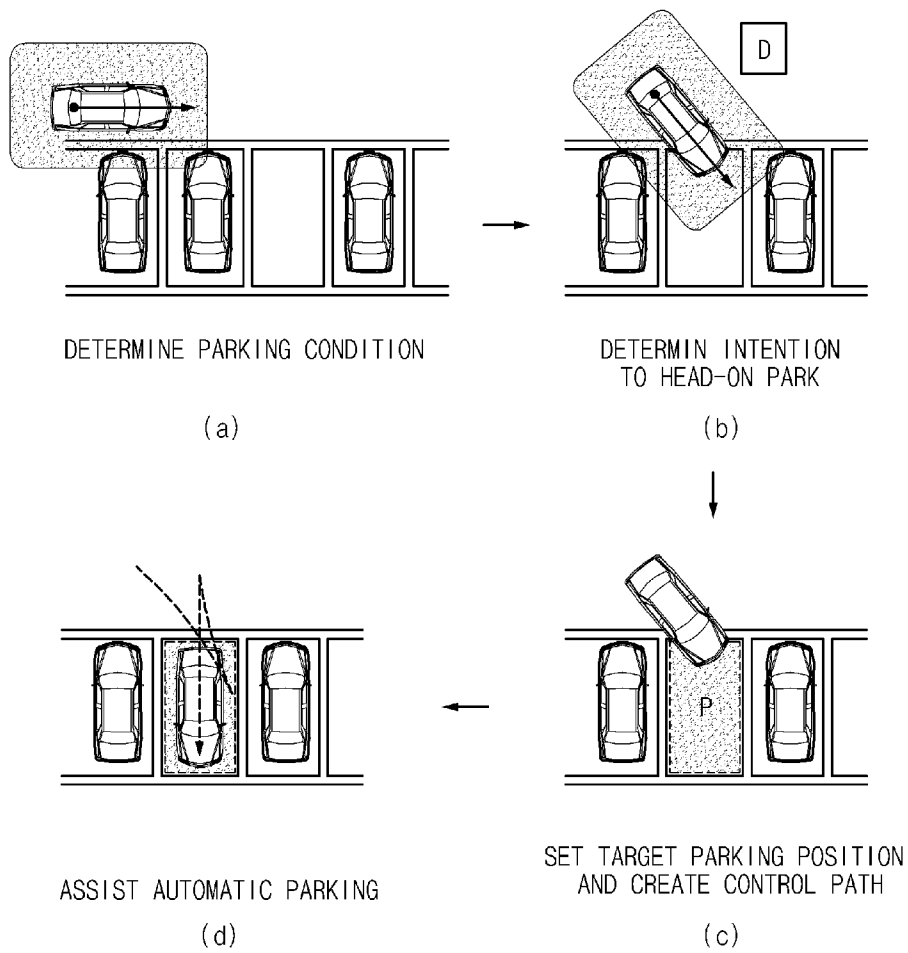 D
DETERMINE PARKING CONDITION
(a)
DETERMIN INTENTION
TO HEAD-ON PARK
(b)
P
SET TARGET PARKING POSITION
AND CREATE CONTROL PATH
(c)
ASSIST AUTOMATIC PARKING
(d)